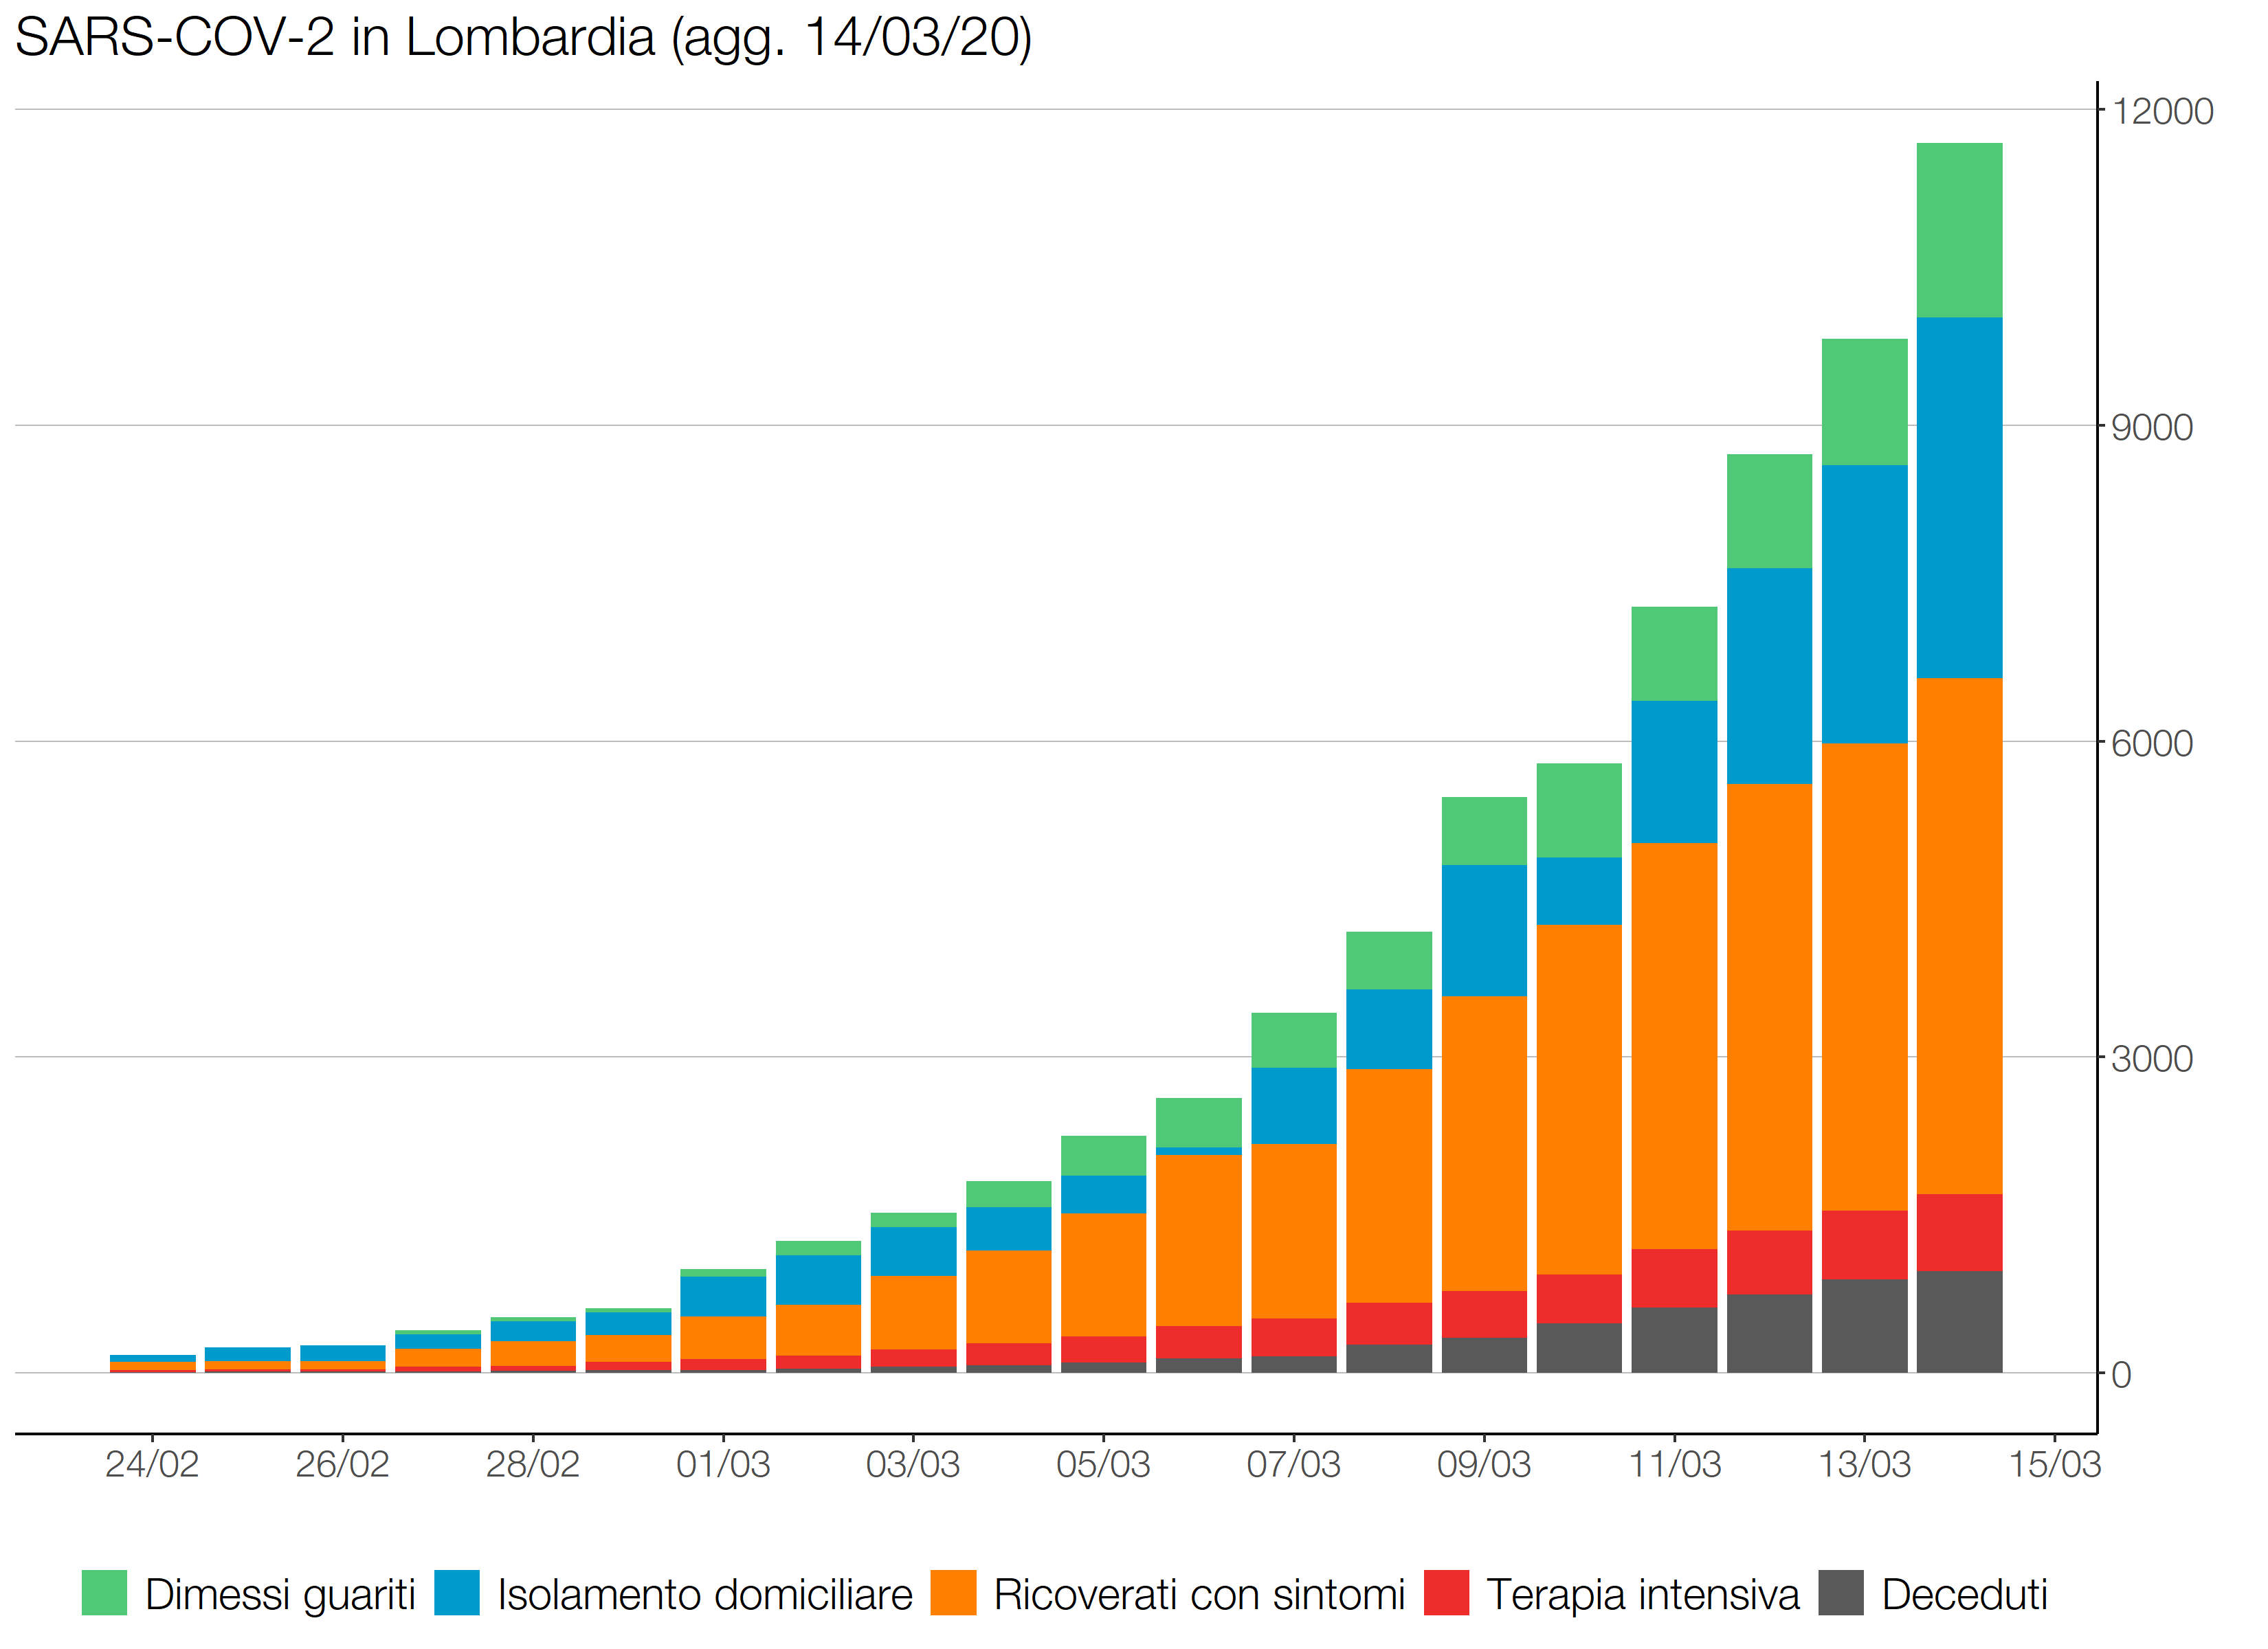 SARS-COV-2 in Lombardia (agg. 14/03/20)
12000
9000
6000
3000
0
24/02 26/02 28/02 01/03 03/03 05/03 07/03 09/03 11/03 13/03 15/03
Dimessi guariti Isolamento domiciliare Ricoverati con sintomi Terapia intensiva Deceduti